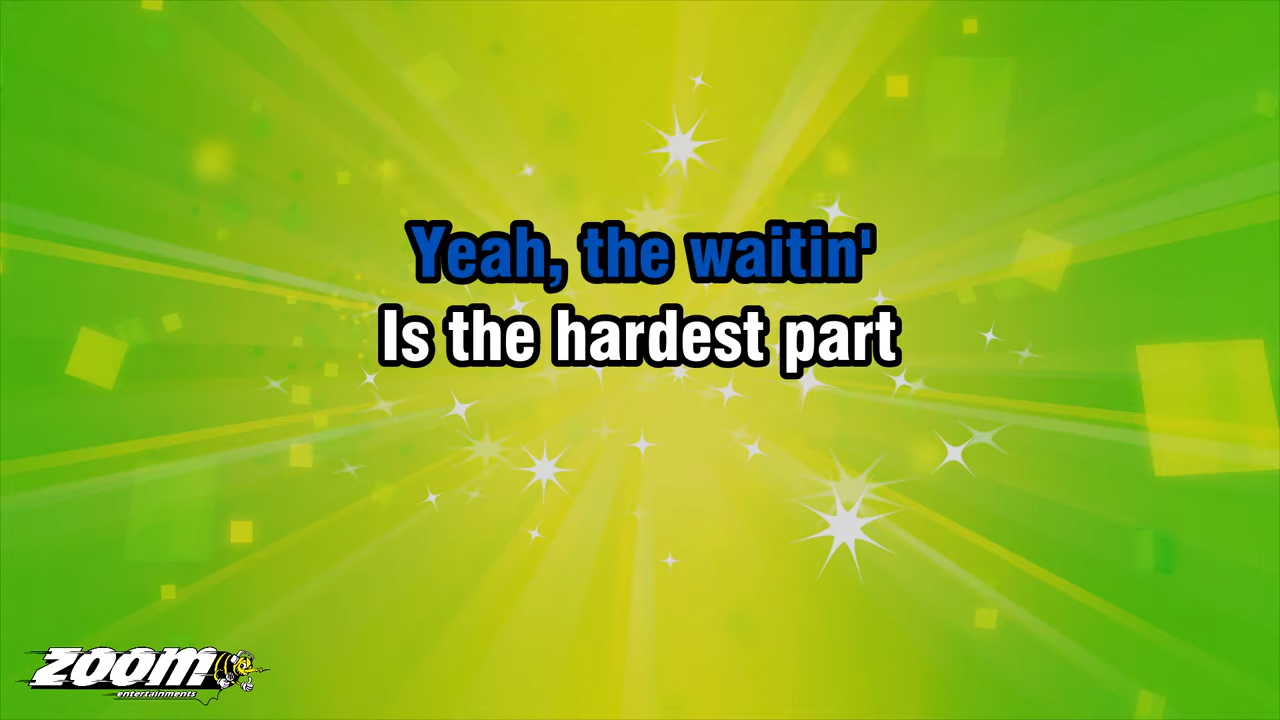 Yeah, the waitin'
Is the hardest part
zoom
entertainments